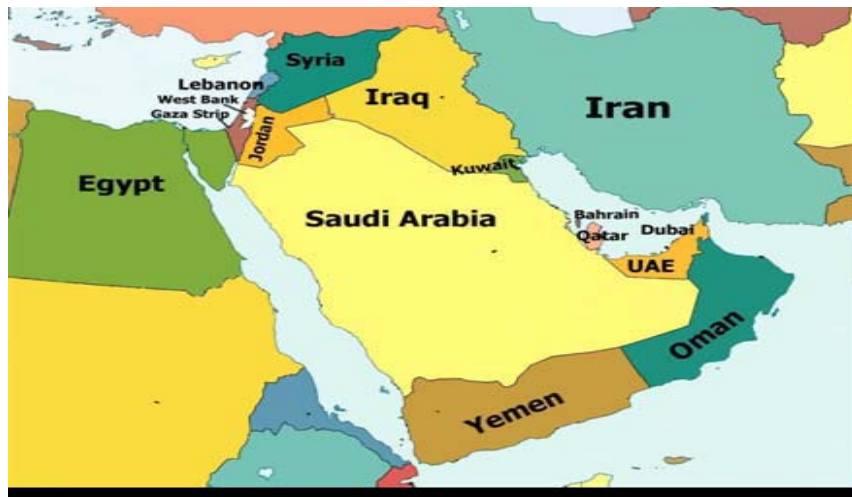 Syria
Lebanon
West Bank
Gaza Strip
Jordan
Iraq
Iran
Egypt
Kuwait
Saudi Arabia
Bahrain
Qatar
Dubai
UAE
Oman
Yemen